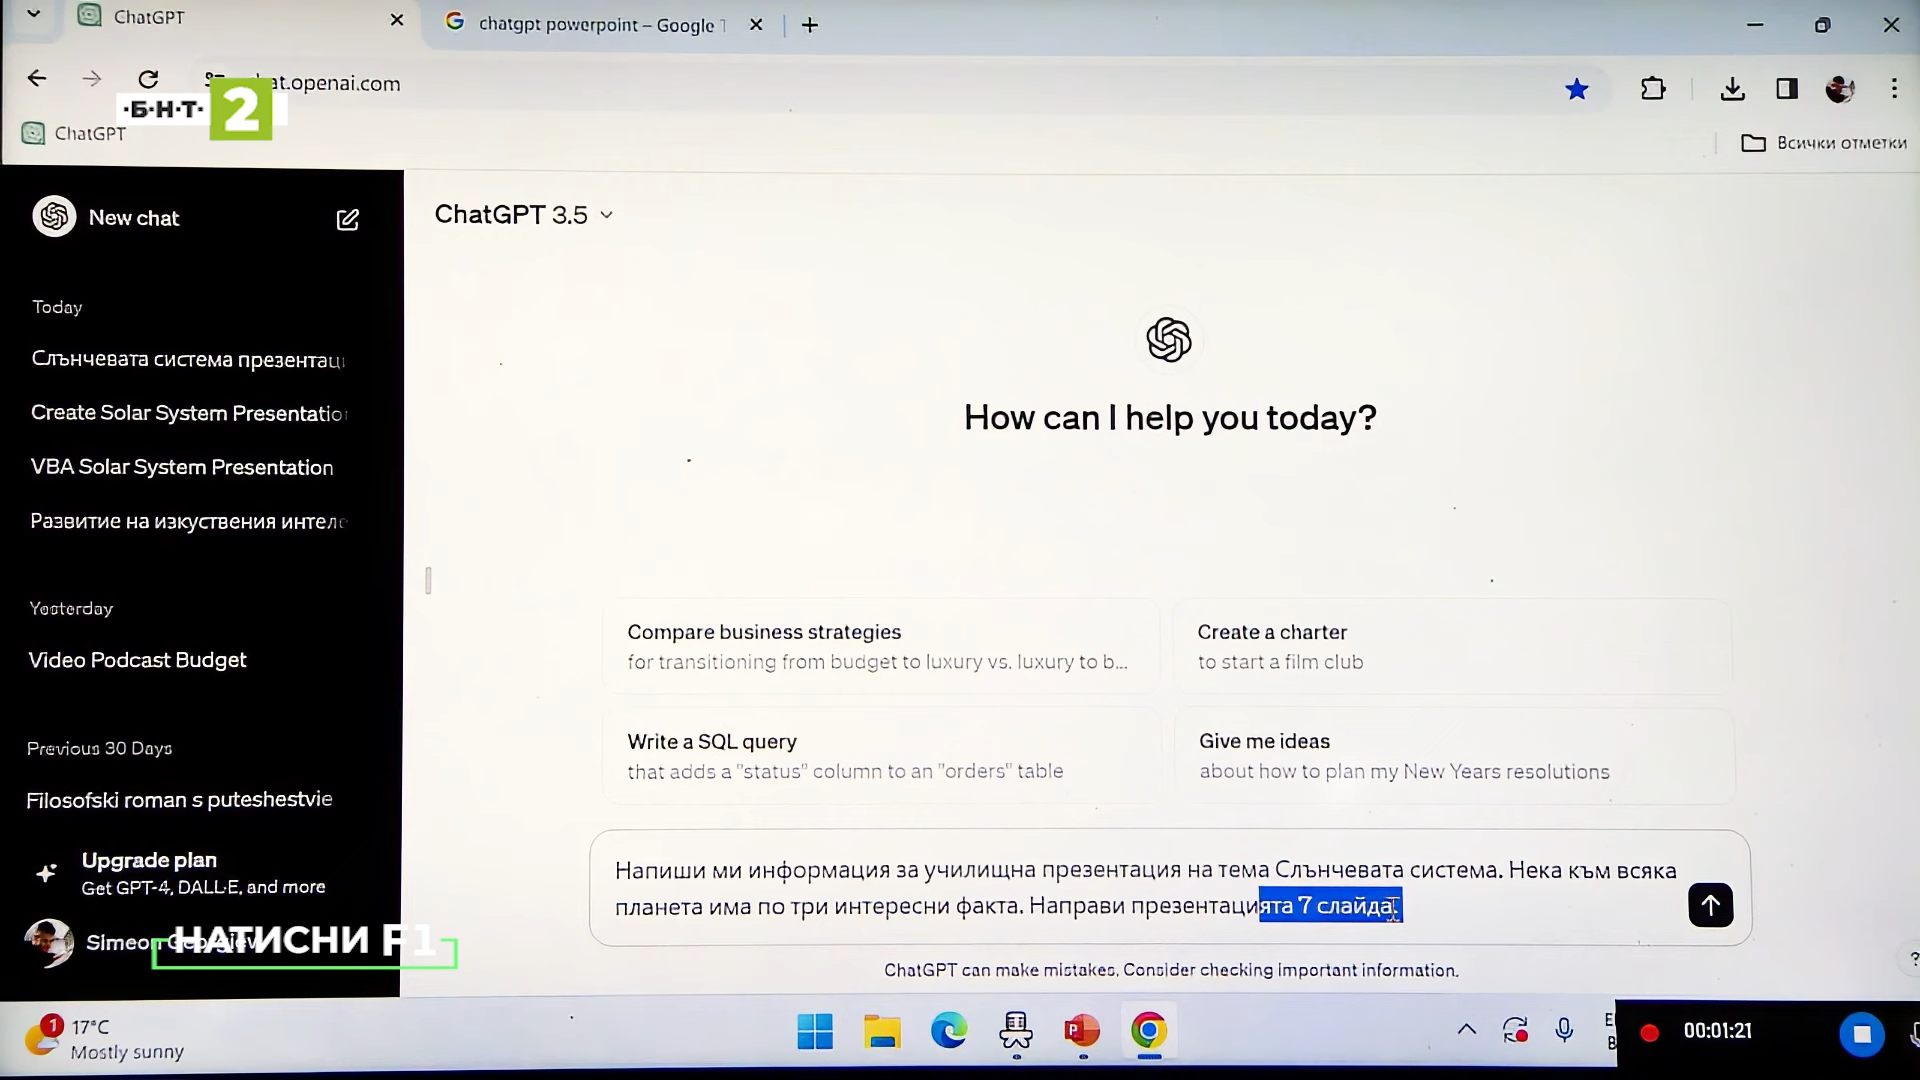 ChatGPT
chatgpt powerpoint – Google
chat.openai.com
·Б·Н·Т· 2
ChatGPT
Всички отметки
New chat
ChatGPT 3.5
Today
Слънчевата система презентац
Create Solar System Presentatio
VBA Solar System Presentation
Развитие на изкуствения интеле
Yesterday
Video Podcast Budget
Previous 30 Days
Filosofski roman s puteshestvie
Upgrade plan
Get GPT-4, DALL·E, and more
Simeon Georgiev
НАТИСНИ F1
How can I help you today?
Compare business strategies
for transitioning from budget to luxury vs. luxury to b...
Create a charter
to start a film club
Write a SQL query
that adds a "status" column to an "orders" table
Give me ideas
about how to plan my New Years resolutions
Напиши ми информация за училищна презентация на тема Слънчевата система. Нека към всяка
планета има по три интересни факта. Направи презентацията 7 слайда.
ChatGPT can make mistakes. Consider checking important information.
?
1
17°C
Mostly sunny
00:01:21